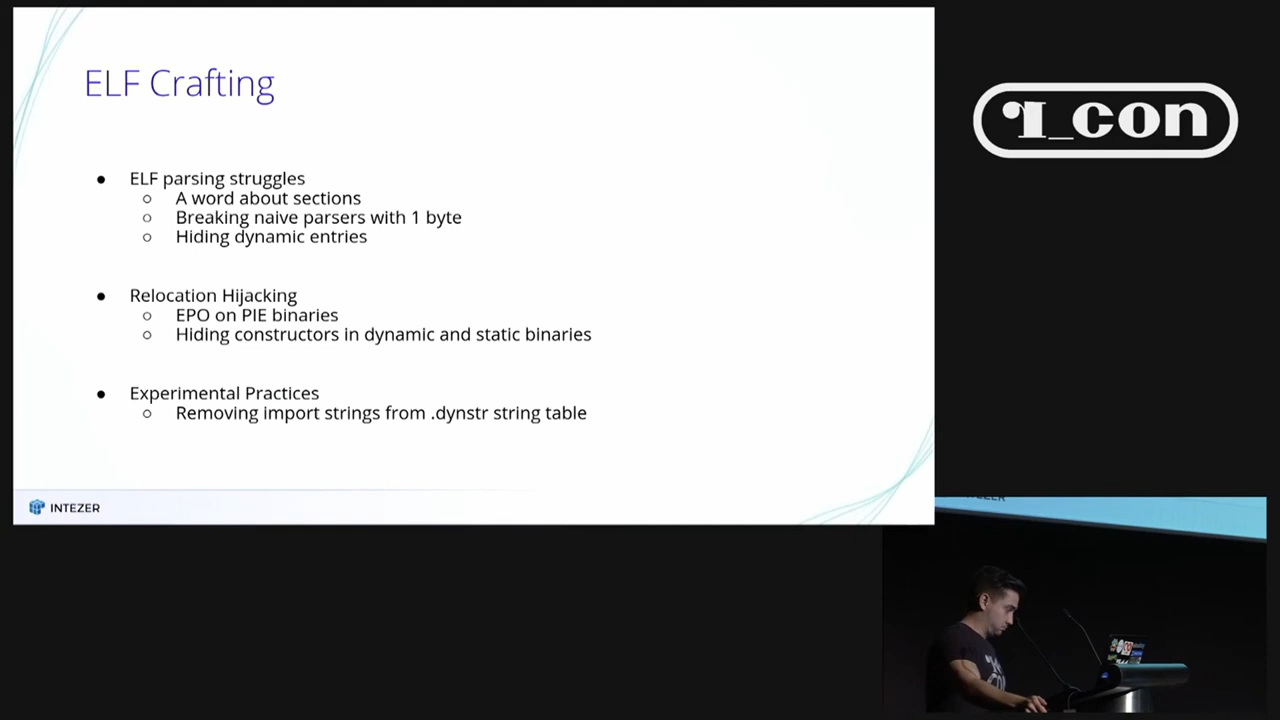 ELF Crafting
r2_con
● ELF parsing struggles
○ A word about sections
○ Breaking naive parsers with 1 byte
○ Hiding dynamic entries
● Relocation Hijacking
○ EPO on PIE binaries
○ Hiding constructors in dynamic and static binaries
● Experimental Practices
○ Removing import strings from .dynstr string table
INTEZER